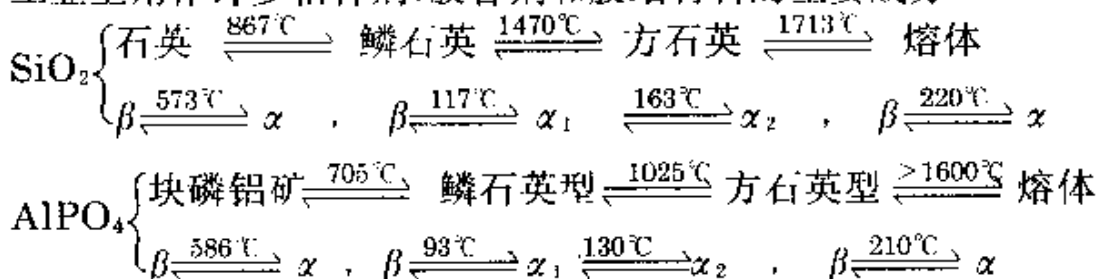 SiO₂{石英 867℃⇌ 鳞石英 1470℃⇌ 方石英 1713℃⇌ 熔体
β 573℃⇌ α , β 117℃⇌ α₁ 163℃⇌ α₂ , β 220℃⇌ α
AlPO₄{块磷铝矿 705℃⇌ 鳞石英型 1025℃⇌ 方石英型 >1600℃⇌ 熔体
β 586℃⇌ α , β 93℃⇌ α₁ 130℃⇌ α₂ , β 210℃⇌ α